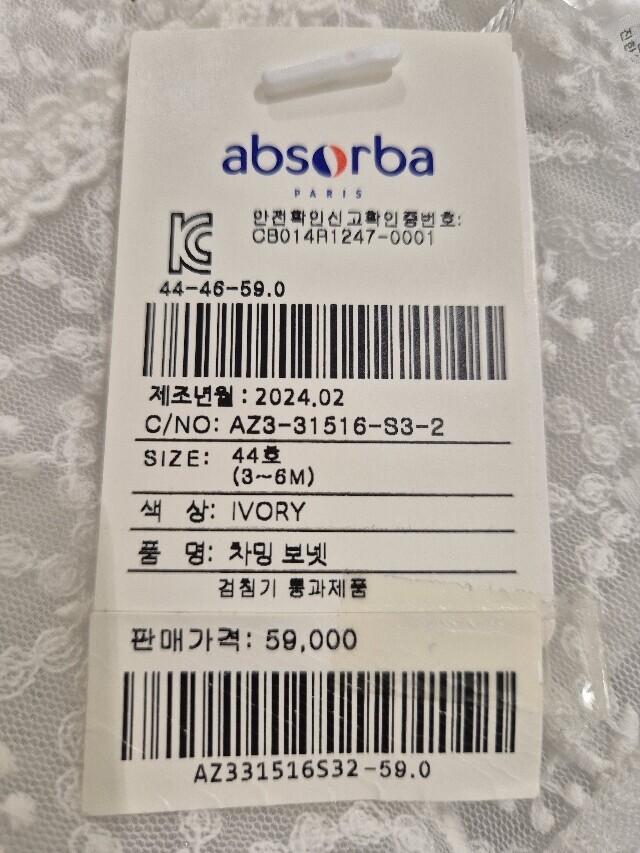 absorba
PARIS
안전확인신고확인증번호:
CB014R1247-0001
44-46-59.0
제조년월 : 2024.02
C/NO: AZ3-31516-S3-2
SIZE: 44호
(3~6M)
색 상: IVORY
품 명: 차밍 보넷
검침기 통과제품
판매가격: 59,000
AZ331516S32-59.0